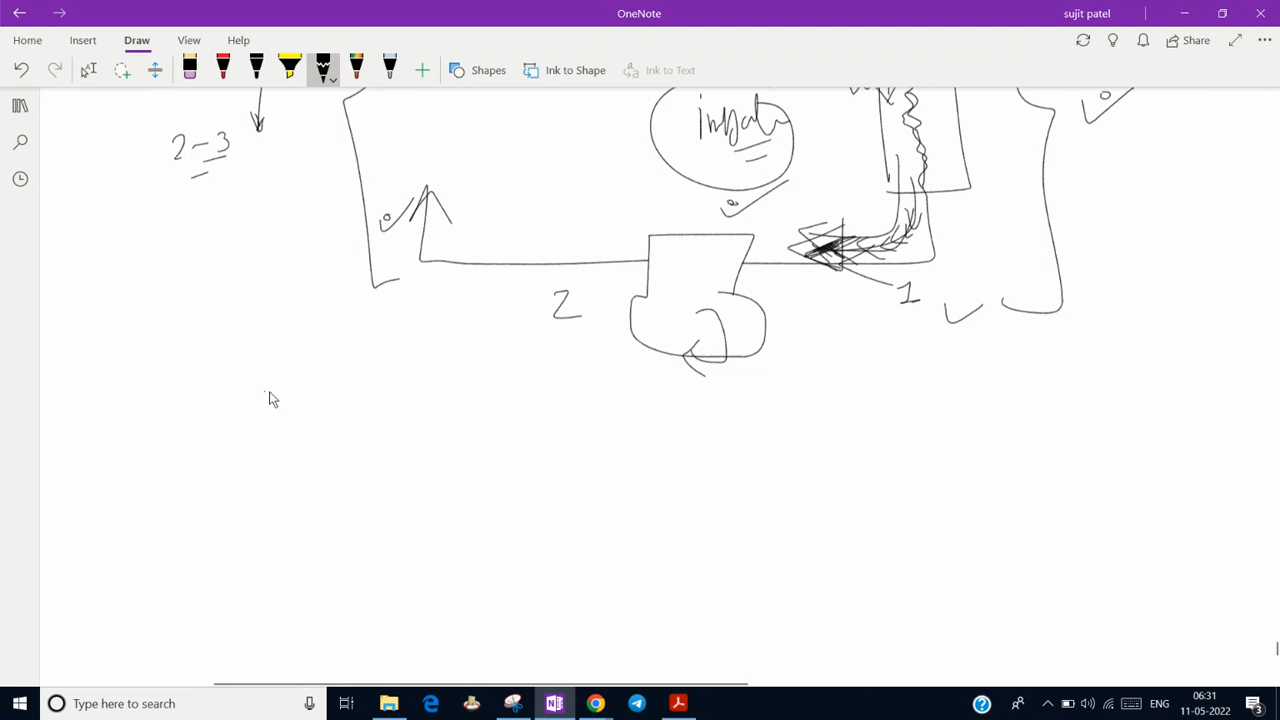 OneNote
sujit patel
Home
Insert
Draw
View
Help
Share
Shapes
Ink to Shape
Ink to Text
2-3
2
1
Type here to search
ENG
06:31
11-05-2022
3